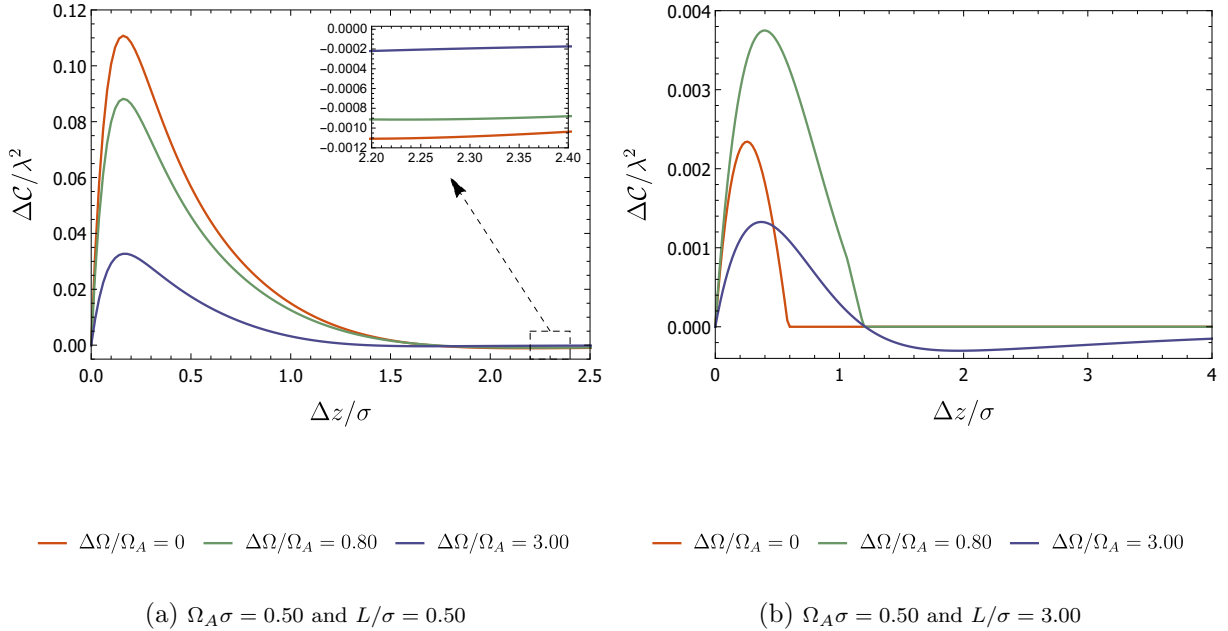 0.12
0.10
0.08
0.06
0.04
0.02
0.00
ΔC/λ²
0.0 0.5 1.0 1.5 2.0 2.5
Δz/σ
0.0000
−0.0002
−0.0004
−0.0006
−0.0008
−0.0010
−0.0012
2.20 2.25 2.30 2.35 2.40
ΔΩ/Ω_A = 0 ΔΩ/Ω_A = 0.80 ΔΩ/Ω_A = 3.00
(a) Ω_Aσ = 0.50 and L/σ = 0.50
0.004
0.003
0.002
0.001
0.000
ΔC/λ²
0 1 2 3 4
Δz/σ
ΔΩ/Ω_A = 0 ΔΩ/Ω_A = 0.80 ΔΩ/Ω_A = 3.00
(b) Ω_Aσ = 0.50 and L/σ = 3.00